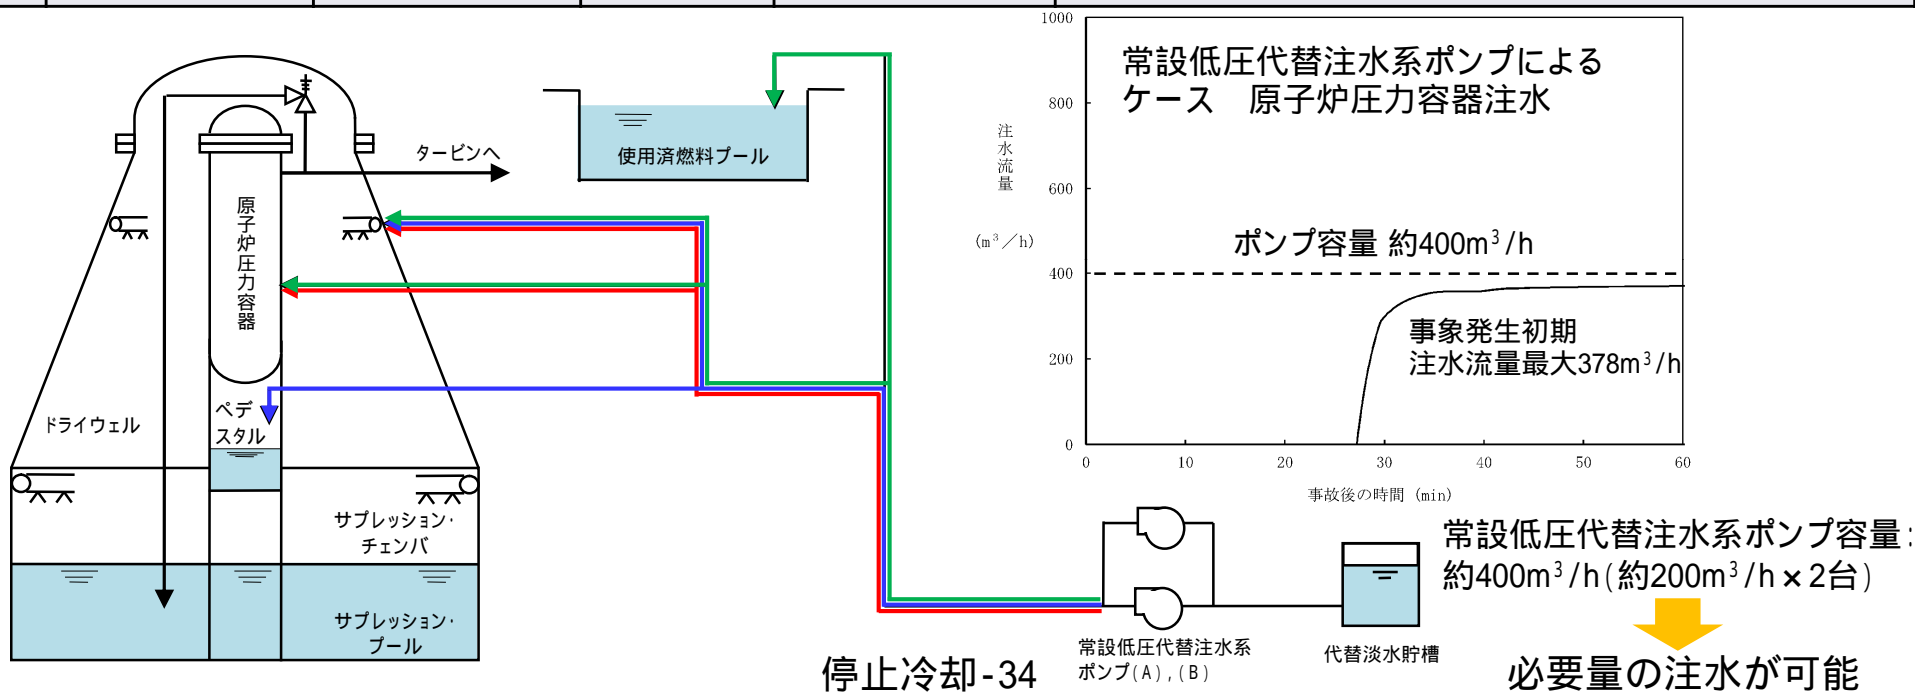 タービンへ
使用済燃料プール
原子炉圧力容器
ドライウェル
ペデ
スタル
サプレッション・
チェンバ
サプレッション・
プール
1000
800
600
400
200
0
注水流量
(m³/h)
常設低圧代替注水系ポンプによる
ケース 原子炉圧力容器注水
ポンプ容量 約400m³/h
事象発生初期
注水流量最大378m³/h
0 10 20 30 40 50 60
事故後の時間 (min)
常設低圧代替注水系
ポンプ(A),(B)
代替淡水貯槽
常設低圧代替注水系ポンプ容量:
約400m³/h(約200m³/h×2台)
必要量の注水が可能
停止冷却-34